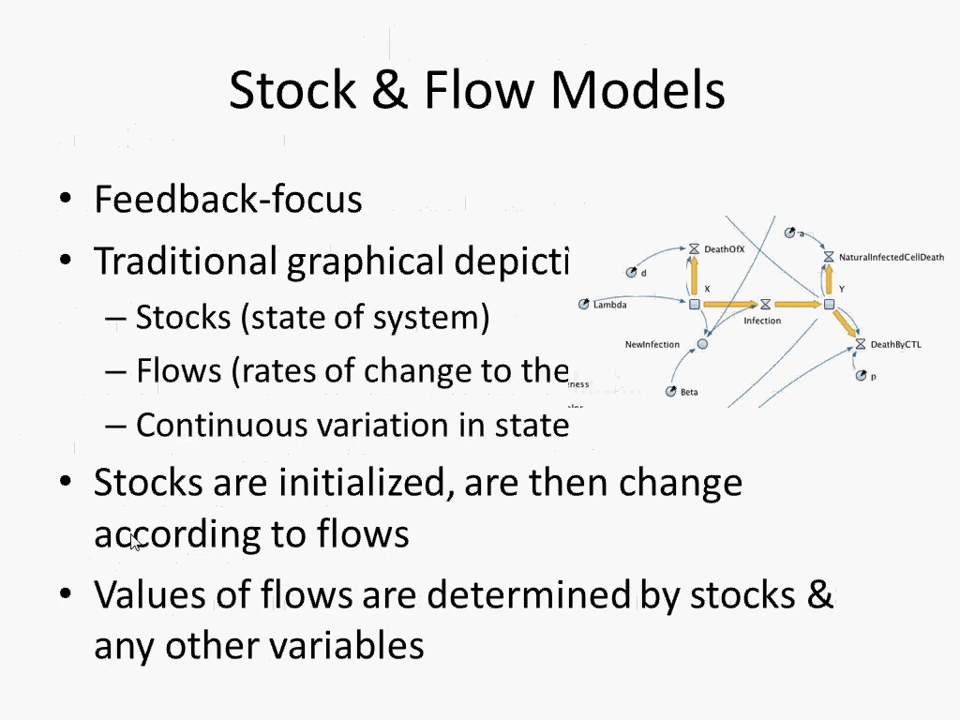 Stock & Flow Models
• Feedback-focus
• Traditional graphical depicti
– Stocks (state of system)
– Flows (rates of change to the
– Continuous variation in state
• Stocks are initialized, are then change
according to flows
• Values of flows are determined by stocks &
any other variables
a
DeathOfX
NaturalInfectedCellDeath
d
X
Y
Lambda
Infection
NewInfection
DeathByCTL
p
eness
Beta